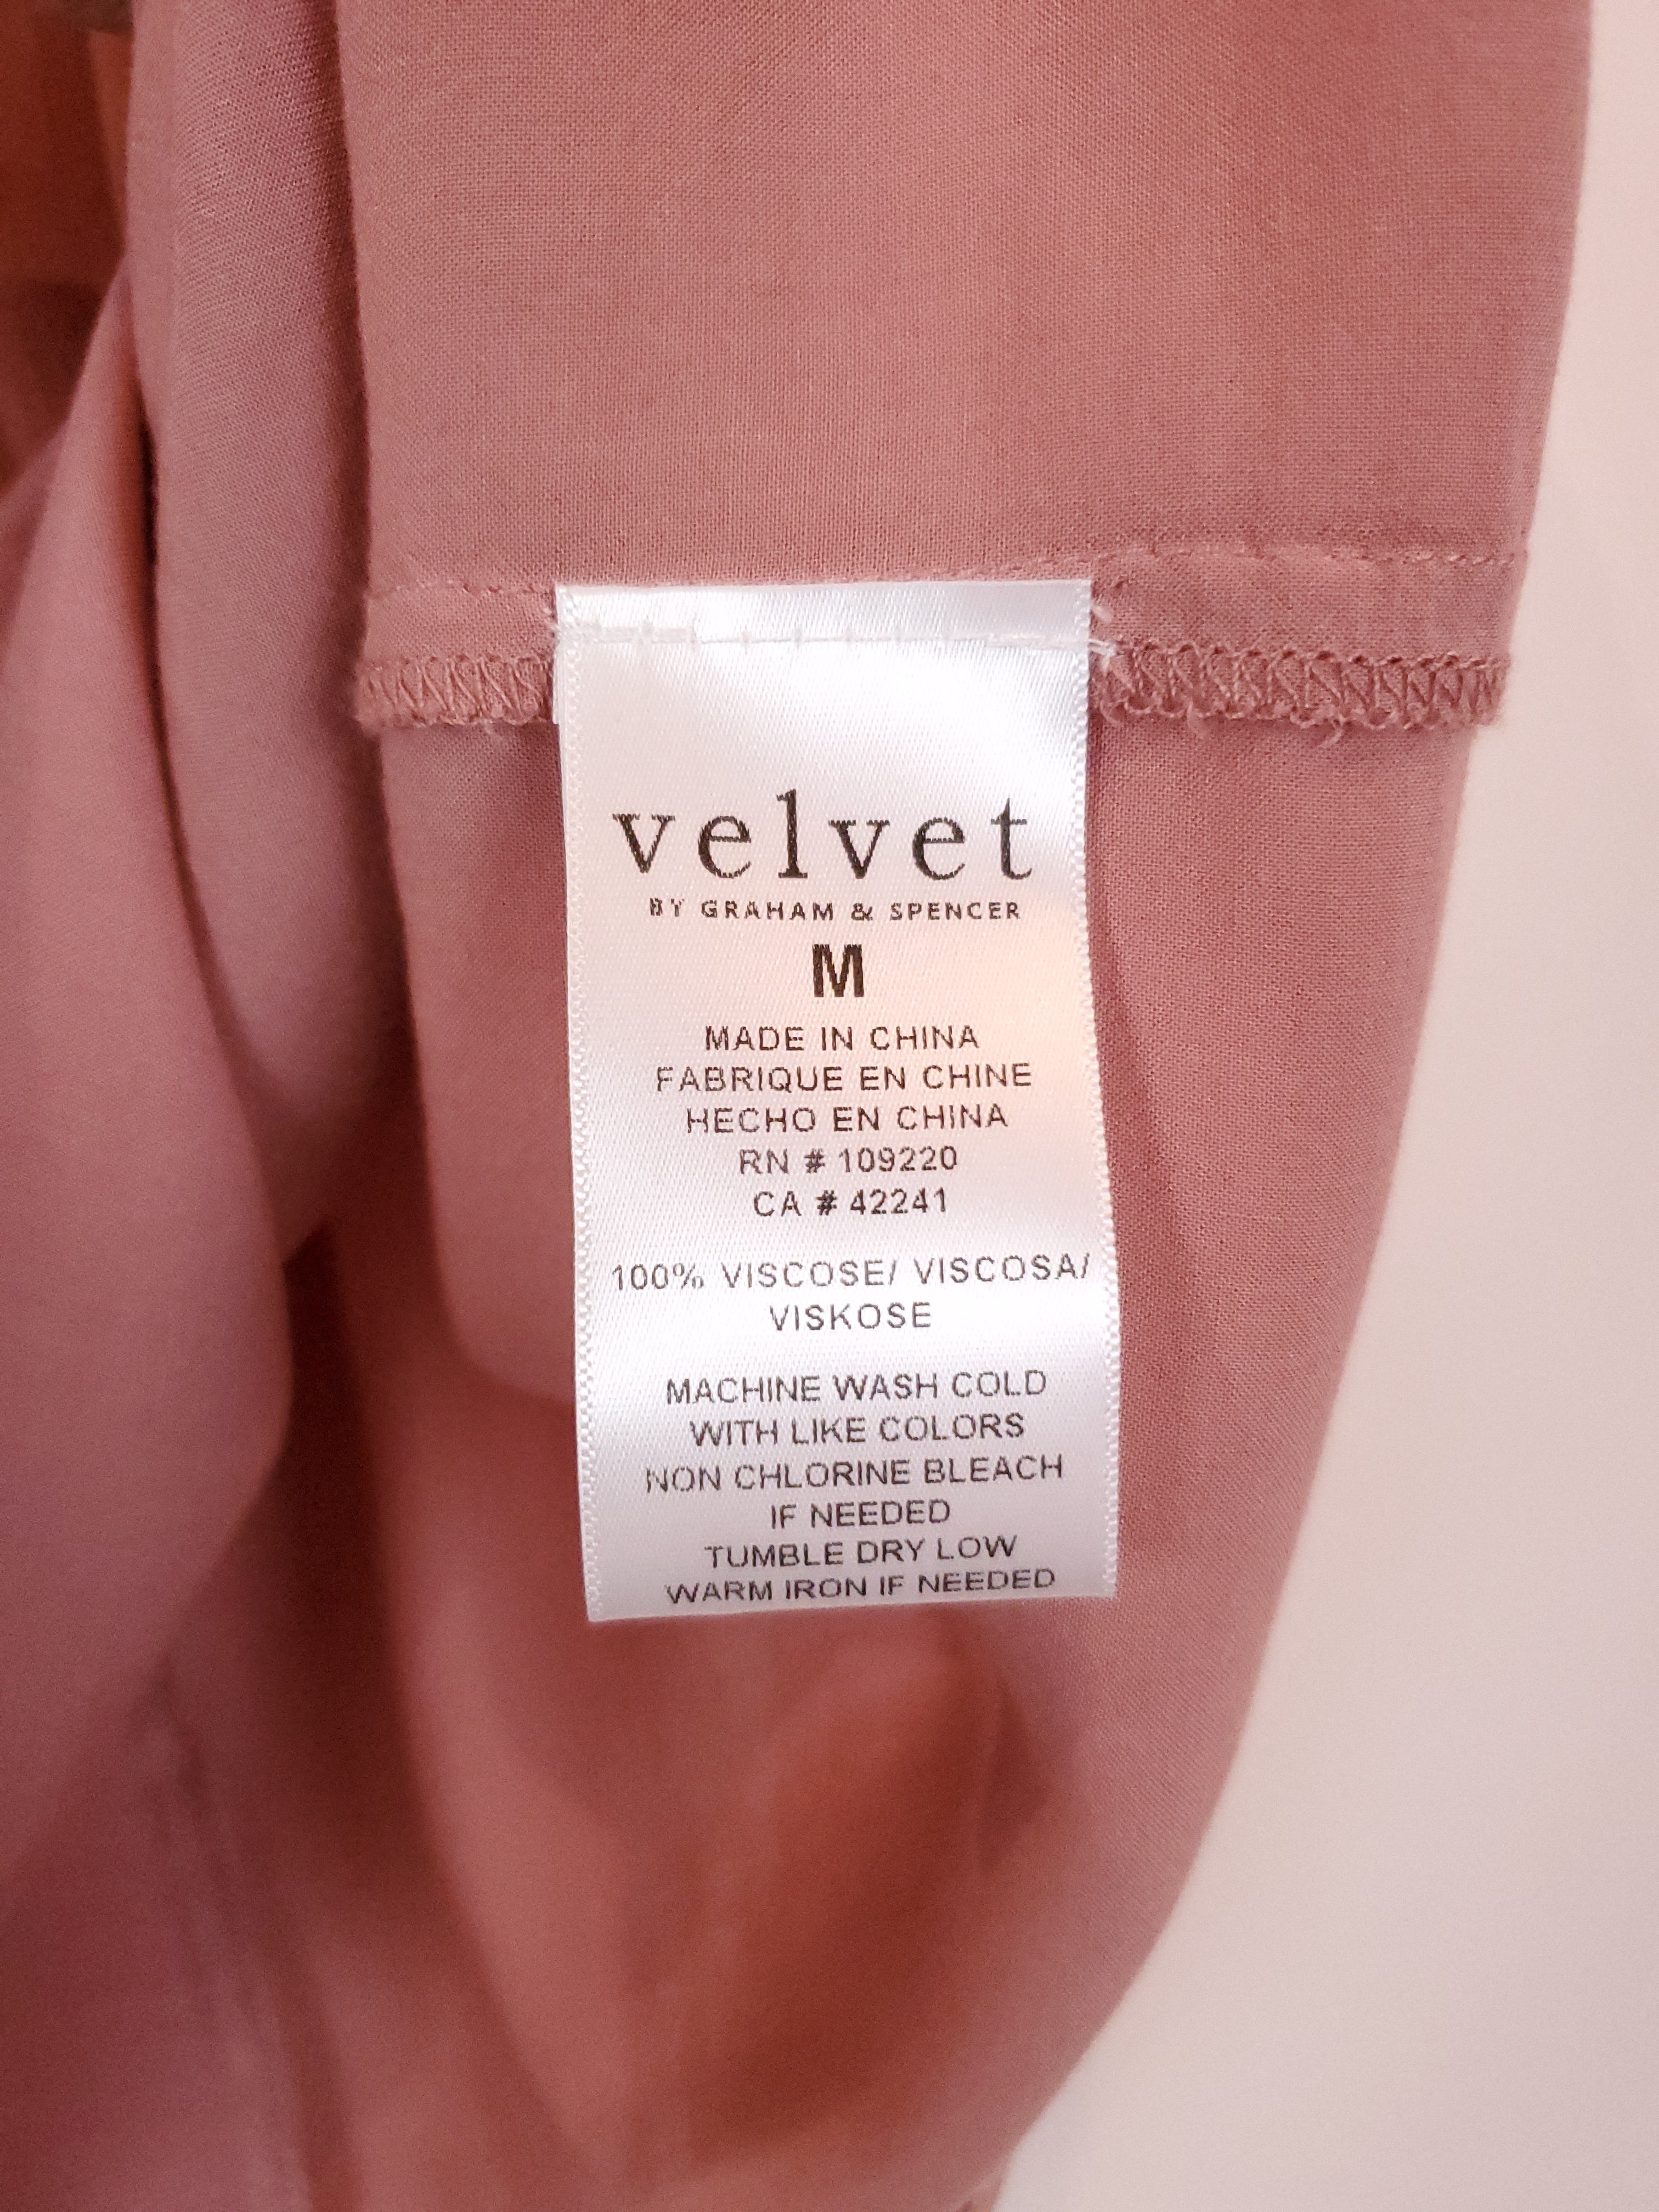 velvet
BY GRAHAM & SPENCER
M
MADE IN CHINA
FABRIQUE EN CHINE
HECHO EN CHINA
RN # 109220
CA # 42241
100% VISCOSE/ VISCOSA/
VISKOSE
MACHINE WASH COLD
WITH LIKE COLORS
NON CHLORINE BLEACH
IF NEEDED
TUMBLE DRY LOW
WARM IRON IF NEEDED